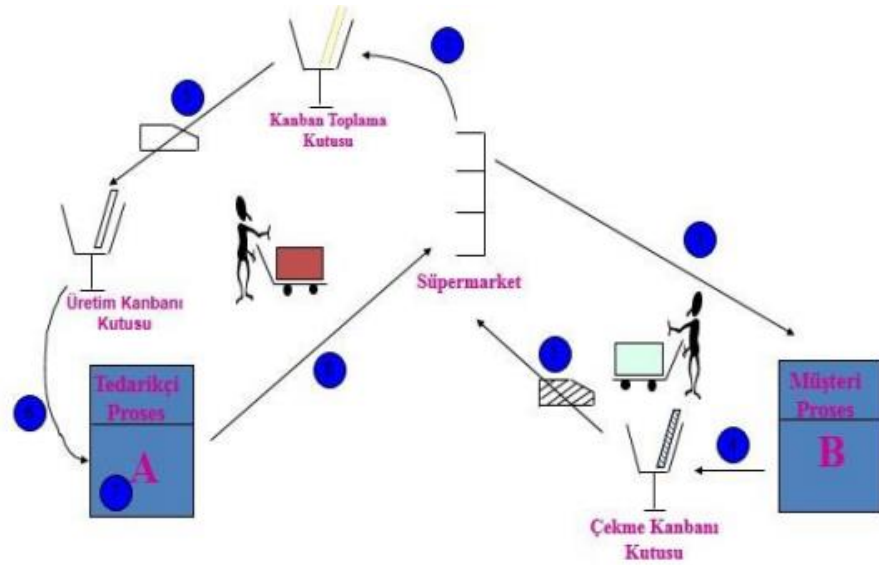 Kanban Toplama
Kutusu
Üretim Kanbanı
Kutusu
Süpermarket
Tedarikçi
Proses
A
Müşteri
Proses
B
Çekme Kanbanı
Kutusu